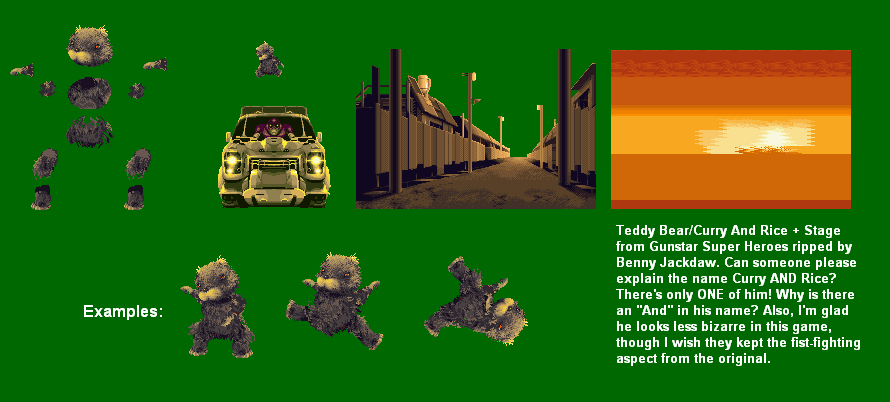 Teddy Bear/Curry And Rice + Stage
from Gunstar Super Heroes ripped by
Benny Jackdaw. Can someone please
explain the name Curry AND Rice?
There's only ONE of him! Why is there
an "And" in his name? Also, I'm glad
he looks less bizarre in this game,
though I wish they kept the fist-fighting
aspect from the original.
Examples: